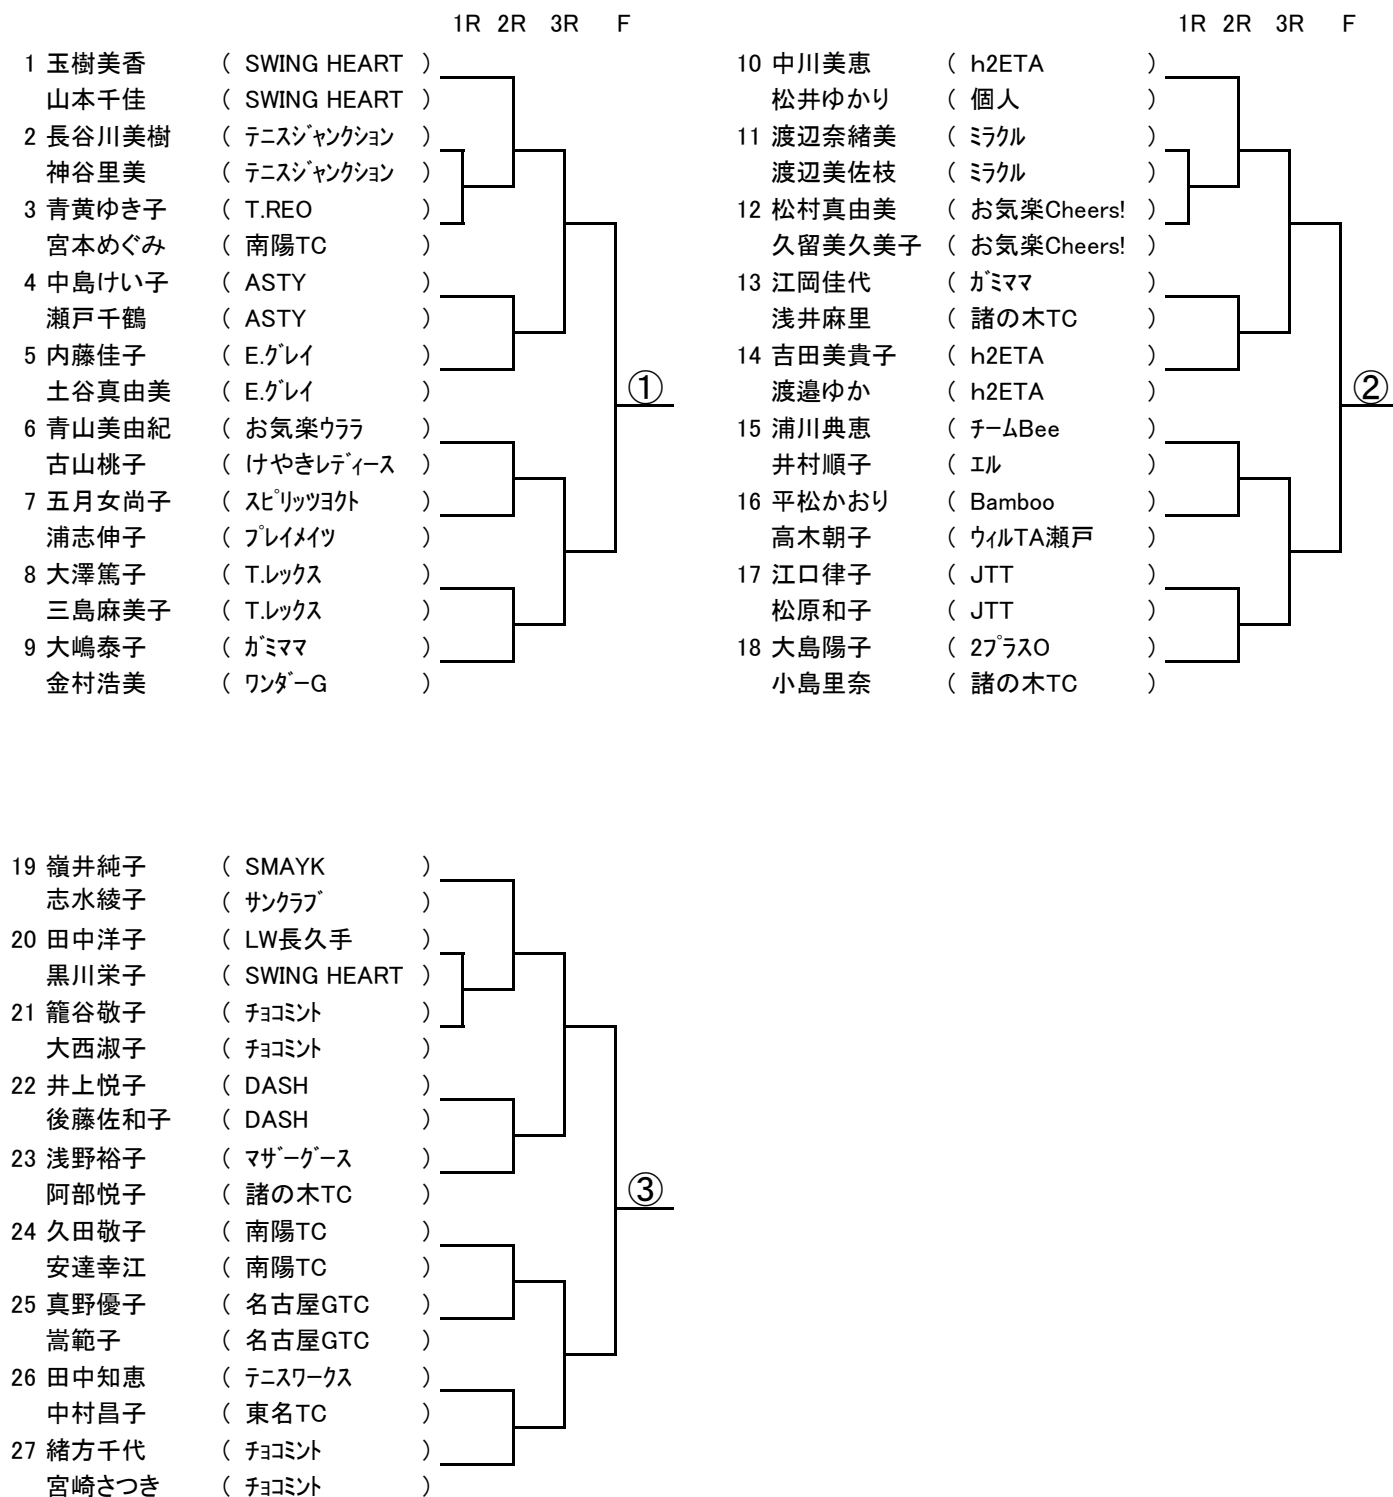 1R 2R 3R F
1 玉樹美香 ( SWING HEART )
山本千佳 ( SWING HEART )
2 長谷川美樹 ( ﾃﾆｽｼﾞｬﾝｸｼｮﾝ )
神谷里美 ( ﾃﾆｽｼﾞｬﾝｸｼｮﾝ )
3 青黄ゆき子 ( T.REO )
宮本めぐみ ( 南陽TC )
4 中島けい子 ( ASTY )
瀬戸千鶴 ( ASTY )
5 内藤佳子 ( E.ｸﾞﾚｲ )
土谷真由美 ( E.ｸﾞﾚｲ )
①
6 青山美由紀 ( お気楽ｳﾗﾗ )
古山桃子 ( けやきﾚﾃﾞｨｰｽ )
7 五月女尚子 ( ｽﾋﾟﾘｯﾂﾖｸﾄ )
浦志伸子 ( ﾌﾟﾚｲﾒｲﾂ )
8 大澤篤子 ( T.ﾚｯｸｽ )
三島麻美子 ( T.ﾚｯｸｽ )
9 大嶋泰子 ( ｶﾞﾐﾏﾏ )
金村浩美 ( ﾜﾝﾀﾞｰG )
1R 2R 3R F
10 中川美恵 ( h2ETA )
松井ゆかり ( 個人 )
11 渡辺奈緒美 ( ﾐﾗｸﾙ )
渡辺美佐枝 ( ﾐﾗｸﾙ )
12 松村真由美 ( お気楽Cheers! )
久留美久美子 ( お気楽Cheers! )
13 江岡佳代 ( ｶﾞﾐﾏﾏ )
浅井麻里 ( 諸の木TC )
14 吉田美貴子 ( h2ETA )
渡邉ゆか ( h2ETA )
②
15 浦川典恵 ( ﾁｰﾑBee )
井村順子 ( ｴﾙ )
16 平松かおり ( Bamboo )
高木朝子 ( ｳｨﾙTA瀬戸 )
17 江口律子 ( JTT )
松原和子 ( JTT )
18 大島陽子 ( 2ﾌﾟﾗｽO )
小島里奈 ( 諸の木TC )
19 嶺井純子 ( SMAYK )
志水綾子 ( ｻﾝｸﾗﾌﾞ )
20 田中洋子 ( LW長久手 )
黒川栄子 ( SWING HEART )
21 籠谷敬子 ( ﾁｮｺﾐﾝﾄ )
大西淑子 ( ﾁｮｺﾐﾝﾄ )
22 井上悦子 ( DASH )
後藤佐和子 ( DASH )
23 浅野裕子 ( ﾏｻﾞｰｸﾞｰｽ )
阿部悦子 ( 諸の木TC )
③
24 久田敬子 ( 南陽TC )
安達幸江 ( 南陽TC )
25 真野優子 ( 名古屋GTC )
嵩範子 ( 名古屋GTC )
26 田中知恵 ( ﾃﾆｽﾜｰｸｽ )
中村昌子 ( 東名TC )
27 緒方千代 ( ﾁｮｺﾐﾝﾄ )
宮崎さつき ( ﾁｮｺﾐﾝﾄ )